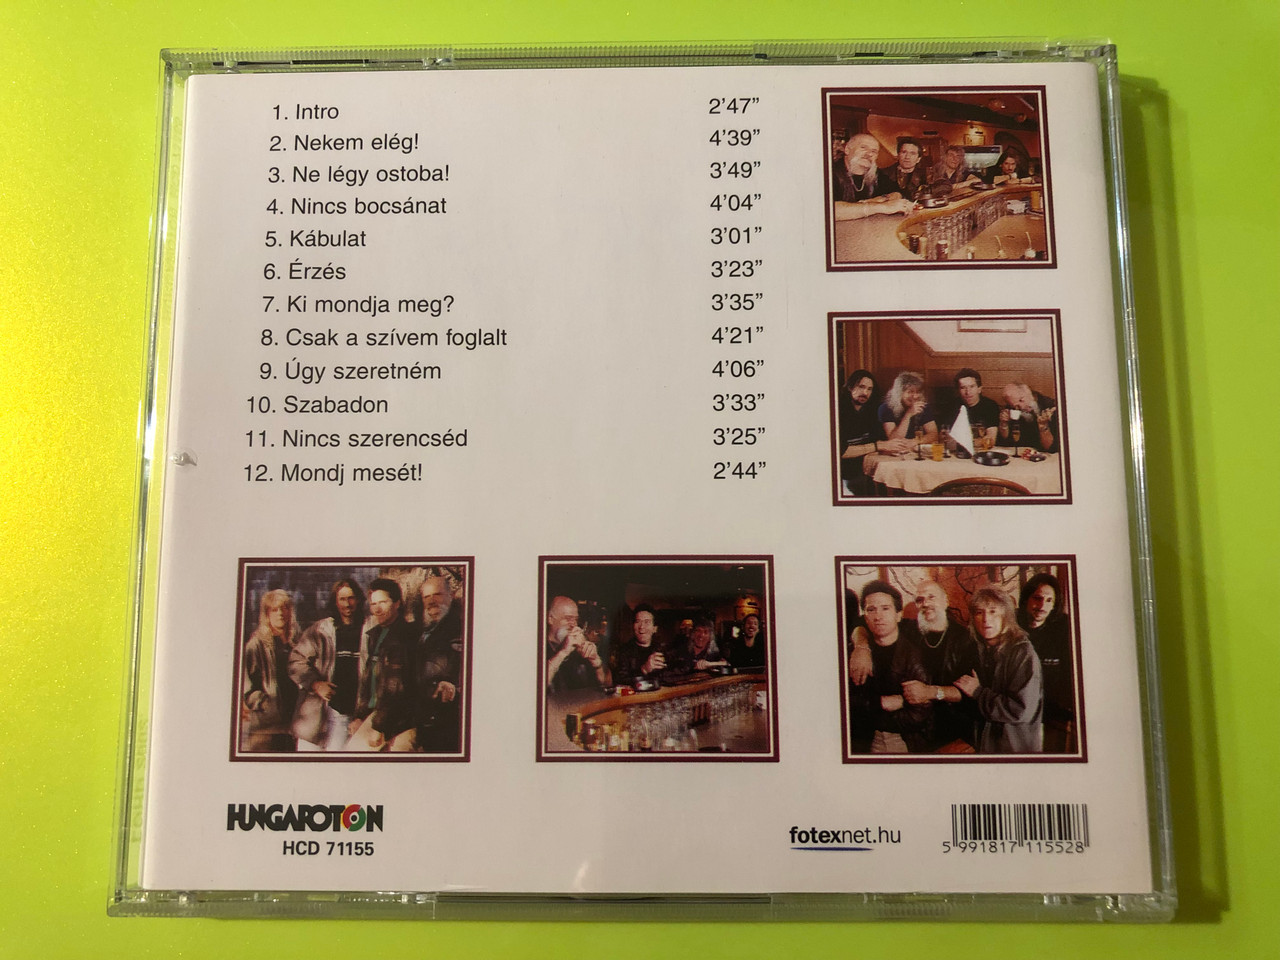 1. Intro 2’47”
2. Nekem elég! 4’39”
3. Ne légy ostoba! 3’49”
4. Nincs bocsánat 4’04”
5. Kábulat 3’01”
6. Érzés 3’23”
7. Ki mondja meg? 3’35”
8. Csak a szívem foglalt 4’21”
9. Úgy szeretném 4’06”
10. Szabadon 3’33”
11. Nincs szerencséd 3’25”
12. Mondj mesét! 2’44”
HUNGAROTON
HCD 71155
fotexnet.hu
5 991817 115528